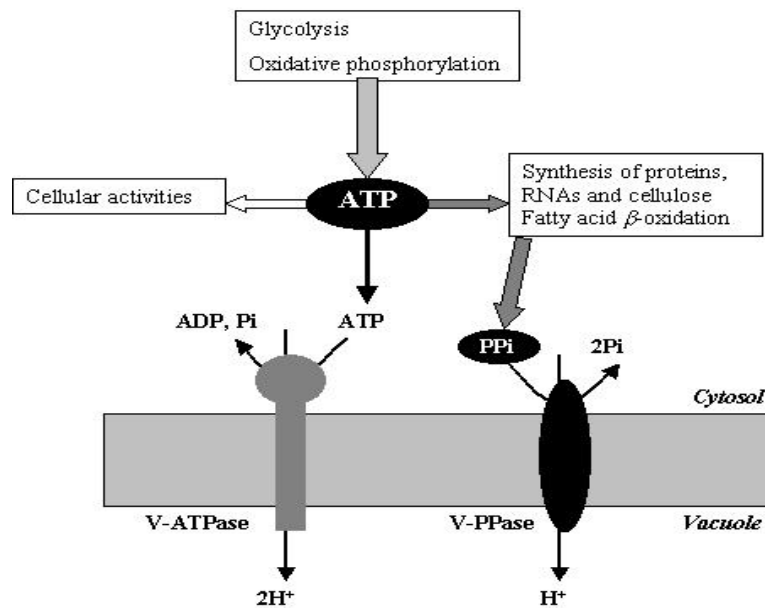 Glycolysis
Oxidative phosphorylation
Cellular activities
ATP
Synthesis of proteins,
RNAs and cellulose
Fatty acid β-oxidation
ADP, Pi
ATP
PPi
2Pi
Cytosol
V-ATPase
V-PPase
Vacuole
2H⁺
H⁺